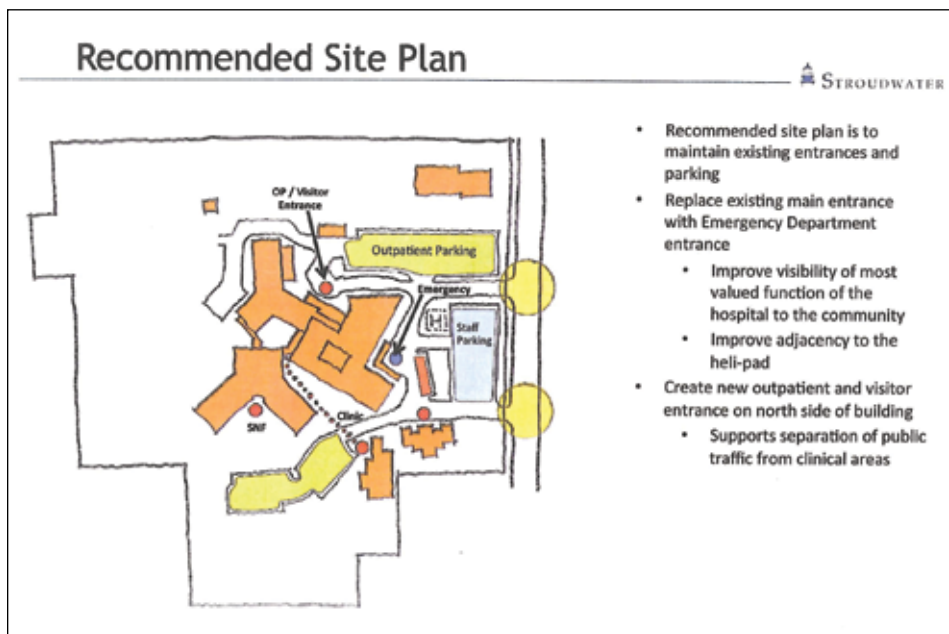 Recommended Site Plan
STROUDWATER
OP / Visitor
Entrance
Outpatient Parking
Emergency
H
Staff
Parking
Clinic
SNF
• Recommended site plan is to
maintain existing entrances and
parking
• Replace existing main entrance
with Emergency Department
entrance
• Improve visibility of most
valued function of the
hospital to the community
• Improve adjacency to the
heli-pad
• Create new outpatient and visitor
entrance on north side of building
• Supports separation of public
traffic from clinical areas